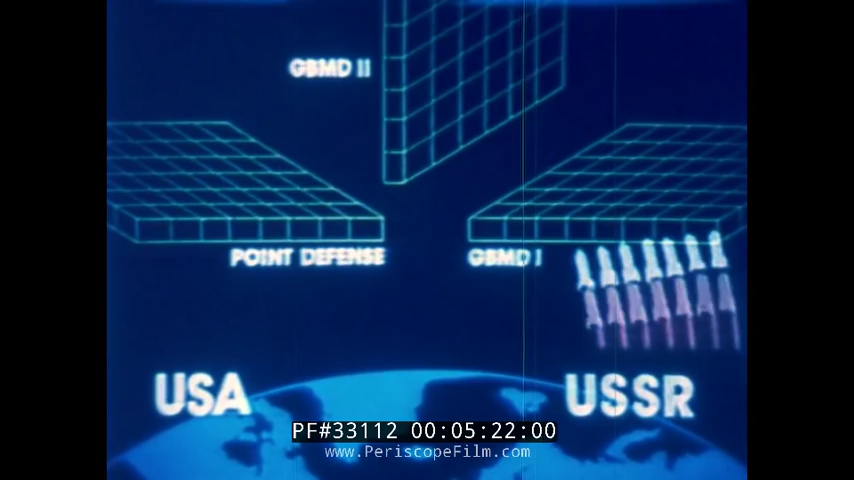 GBMD II
POINT DEFENSE
GBMD I
USA
USSR
PF#33112 00:05:22:00
www.PeriscopeFilm.com